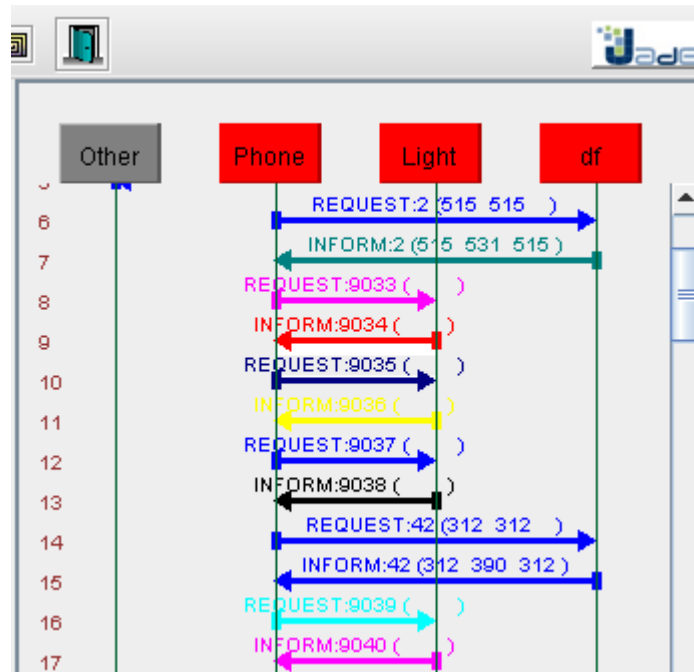 Jade
Other Phone Light df
REQUEST:2 (515 515 )
6
INFORM:2 (515 531 515 )
7
REQUEST:9033 ( )
8
INFORM:9034 ( )
9
REQUEST:9035 ( )
10
INFORM:9036 ( )
11
REQUEST:9037 ( )
12
INFORM:9038 ( )
13
REQUEST:42 (312 312 )
14
INFORM:42 (312 390 312 )
15
REQUEST:9039 ( )
16
INFORM:9040 ( )
17